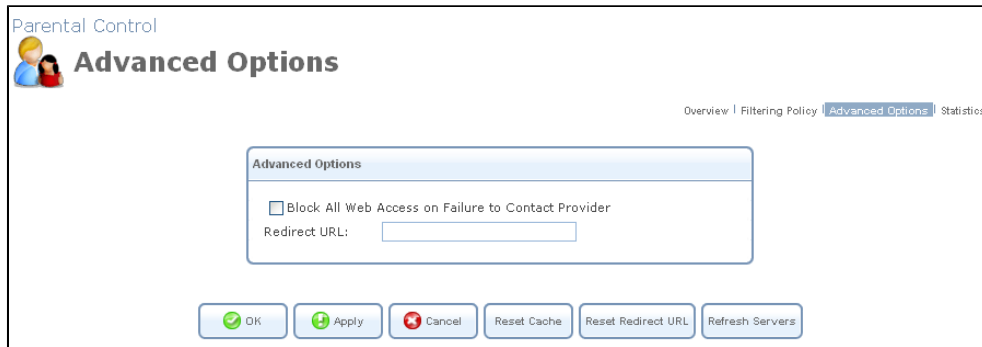 Parental Control
Advanced Options
Overview | Filtering Policy | Advanced Options | Statistics
Advanced Options
Block All Web Access on Failure to Contact Provider
Redirect URL:
OK Apply Cancel Reset Cache Reset Redirect URL Refresh Servers